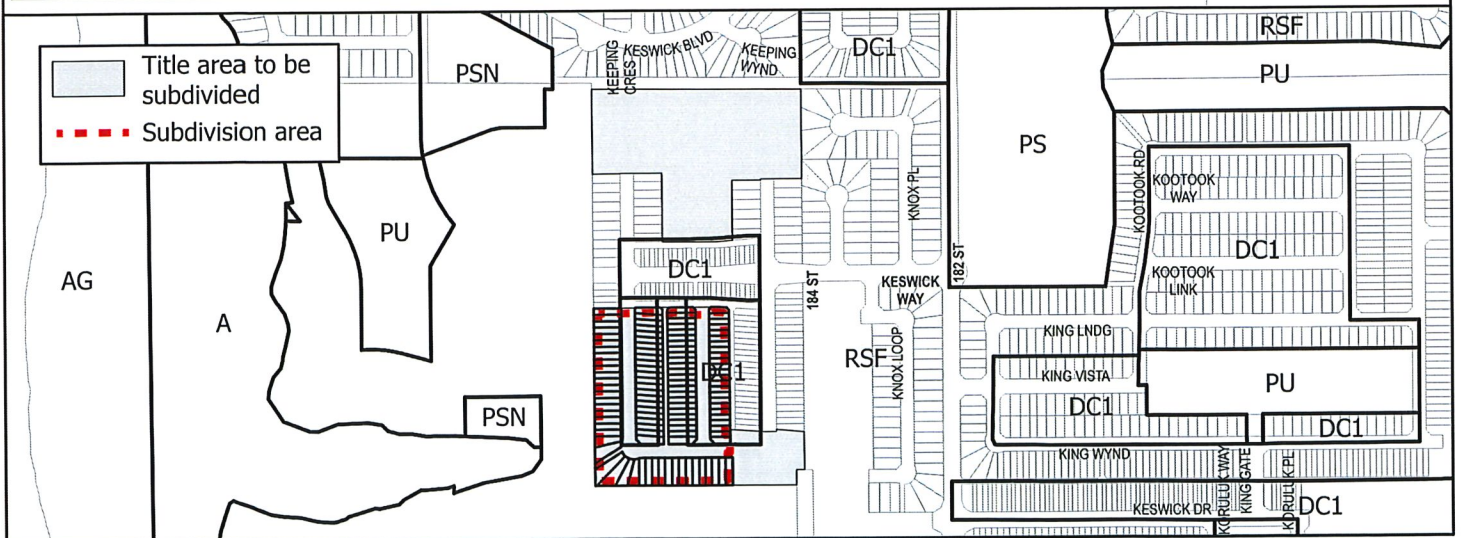 Title area to be
subdivided
Subdivision area
PSN
KEEPING
CRES
KESWICK BLVD
KEEPING
WYND
DC1
RSF
PU
PS
KOOTOOK RD
KOOTOOK
WAY
KNOX PL
PU
AG
DC1
184 ST
KESWICK
WAY
182 ST
DC1
KOOTOOK
LINK
A
KING LNDG
RSF
KNOX LOOP
DC1
KING VISTA
PU
DC1
PSN
DC1
KING WYND
KORULUK WAY
KING GATE
KORULUK PL
KESWICK DR
DC1